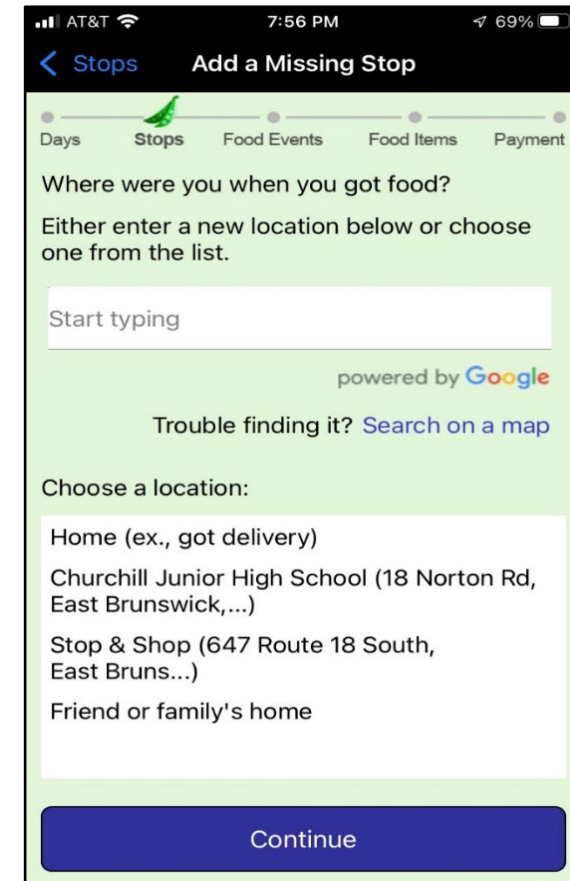 AT&T 7:56 PM 69%
Stops Add a Missing Stop
Days Stops Food Events Food Items Payment
Where were you when you got food?
Either enter a new location below or choose
one from the list.
Start typing
powered by Google
Trouble finding it? Search on a map
Choose a location:
Home (ex., got delivery)
Churchill Junior High School (18 Norton Rd,
East Brunswick,...)
Stop & Shop (647 Route 18 South,
East Bruns...)
Friend or family's home
Continue